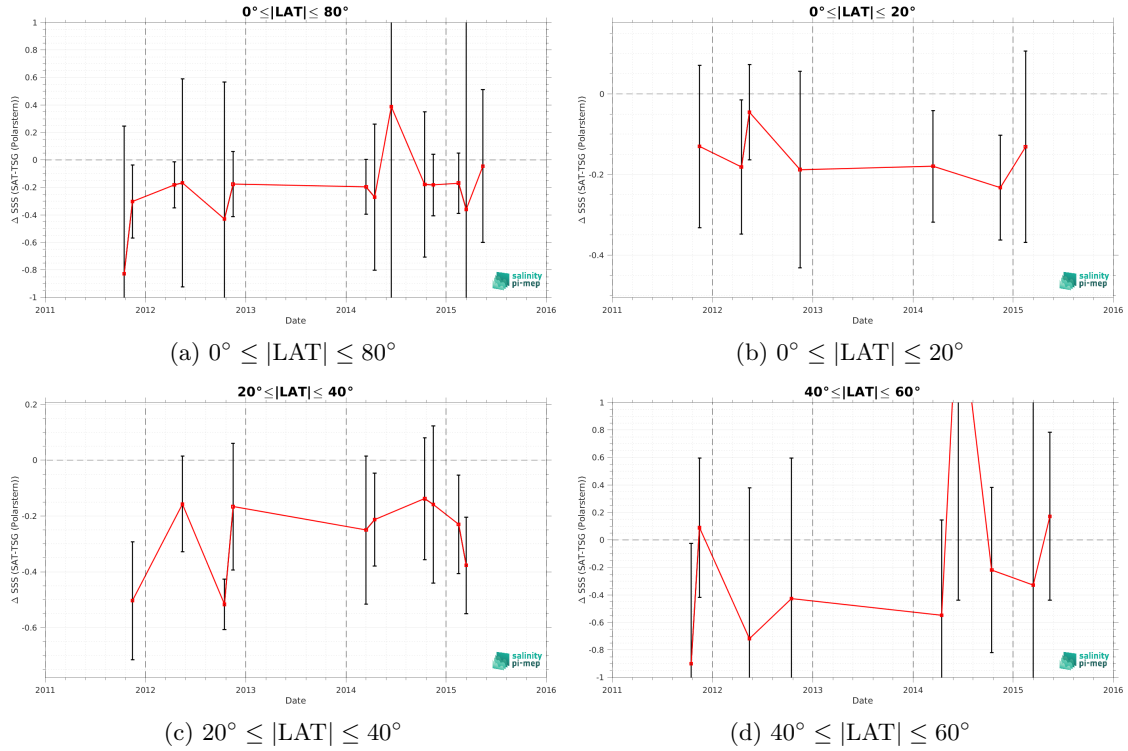 0°≤|LAT|≤ 80°
1
0.8
0.6
0.4
0.2
0
-0.2
-0.4
-0.6
-0.8
-1
Δ SSS (SAT-TSG (Polarstern))
2011 2012 2013 2014 2015 2016
Date
salinity
pi-mep
(a) 0° ≤ |LAT| ≤ 80°
0°≤|LAT|≤ 20°
0
-0.2
-0.4
Δ SSS (SAT-TSG (Polarstern))
2011 2012 2013 2014 2015 2016
Date
salinity
pi-mep
(b) 0° ≤ |LAT| ≤ 20°
20°≤|LAT|≤ 40°
0.2
0
-0.2
-0.4
-0.6
Δ SSS (SAT-TSG (Polarstern))
2011 2012 2013 2014 2015 2016
Date
salinity
pi-mep
(c) 20° ≤ |LAT| ≤ 40°
40°≤|LAT|≤ 60°
1
0.8
0.6
0.4
0.2
0
-0.2
-0.4
-0.6
-0.8
-1
Δ SSS (SAT-TSG (Polarstern))
2011 2012 2013 2014 2015 2016
Date
salinity
pi-mep
(d) 40° ≤ |LAT| ≤ 60°